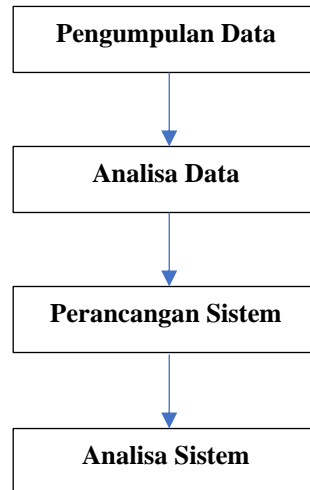 Pengumpulan Data
Analisa Data
Perancangan Sistem
Analisa Sistem